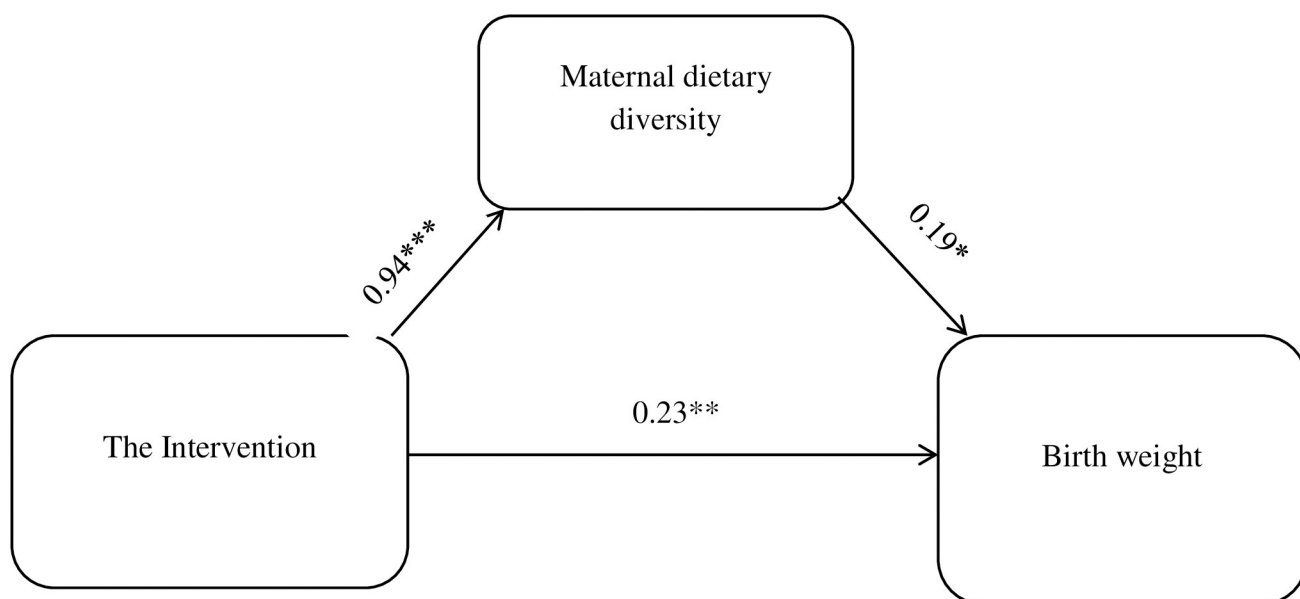 Maternal dietary
diversity
0.94***
0.19*
0.23**
The Intervention
Birth weight